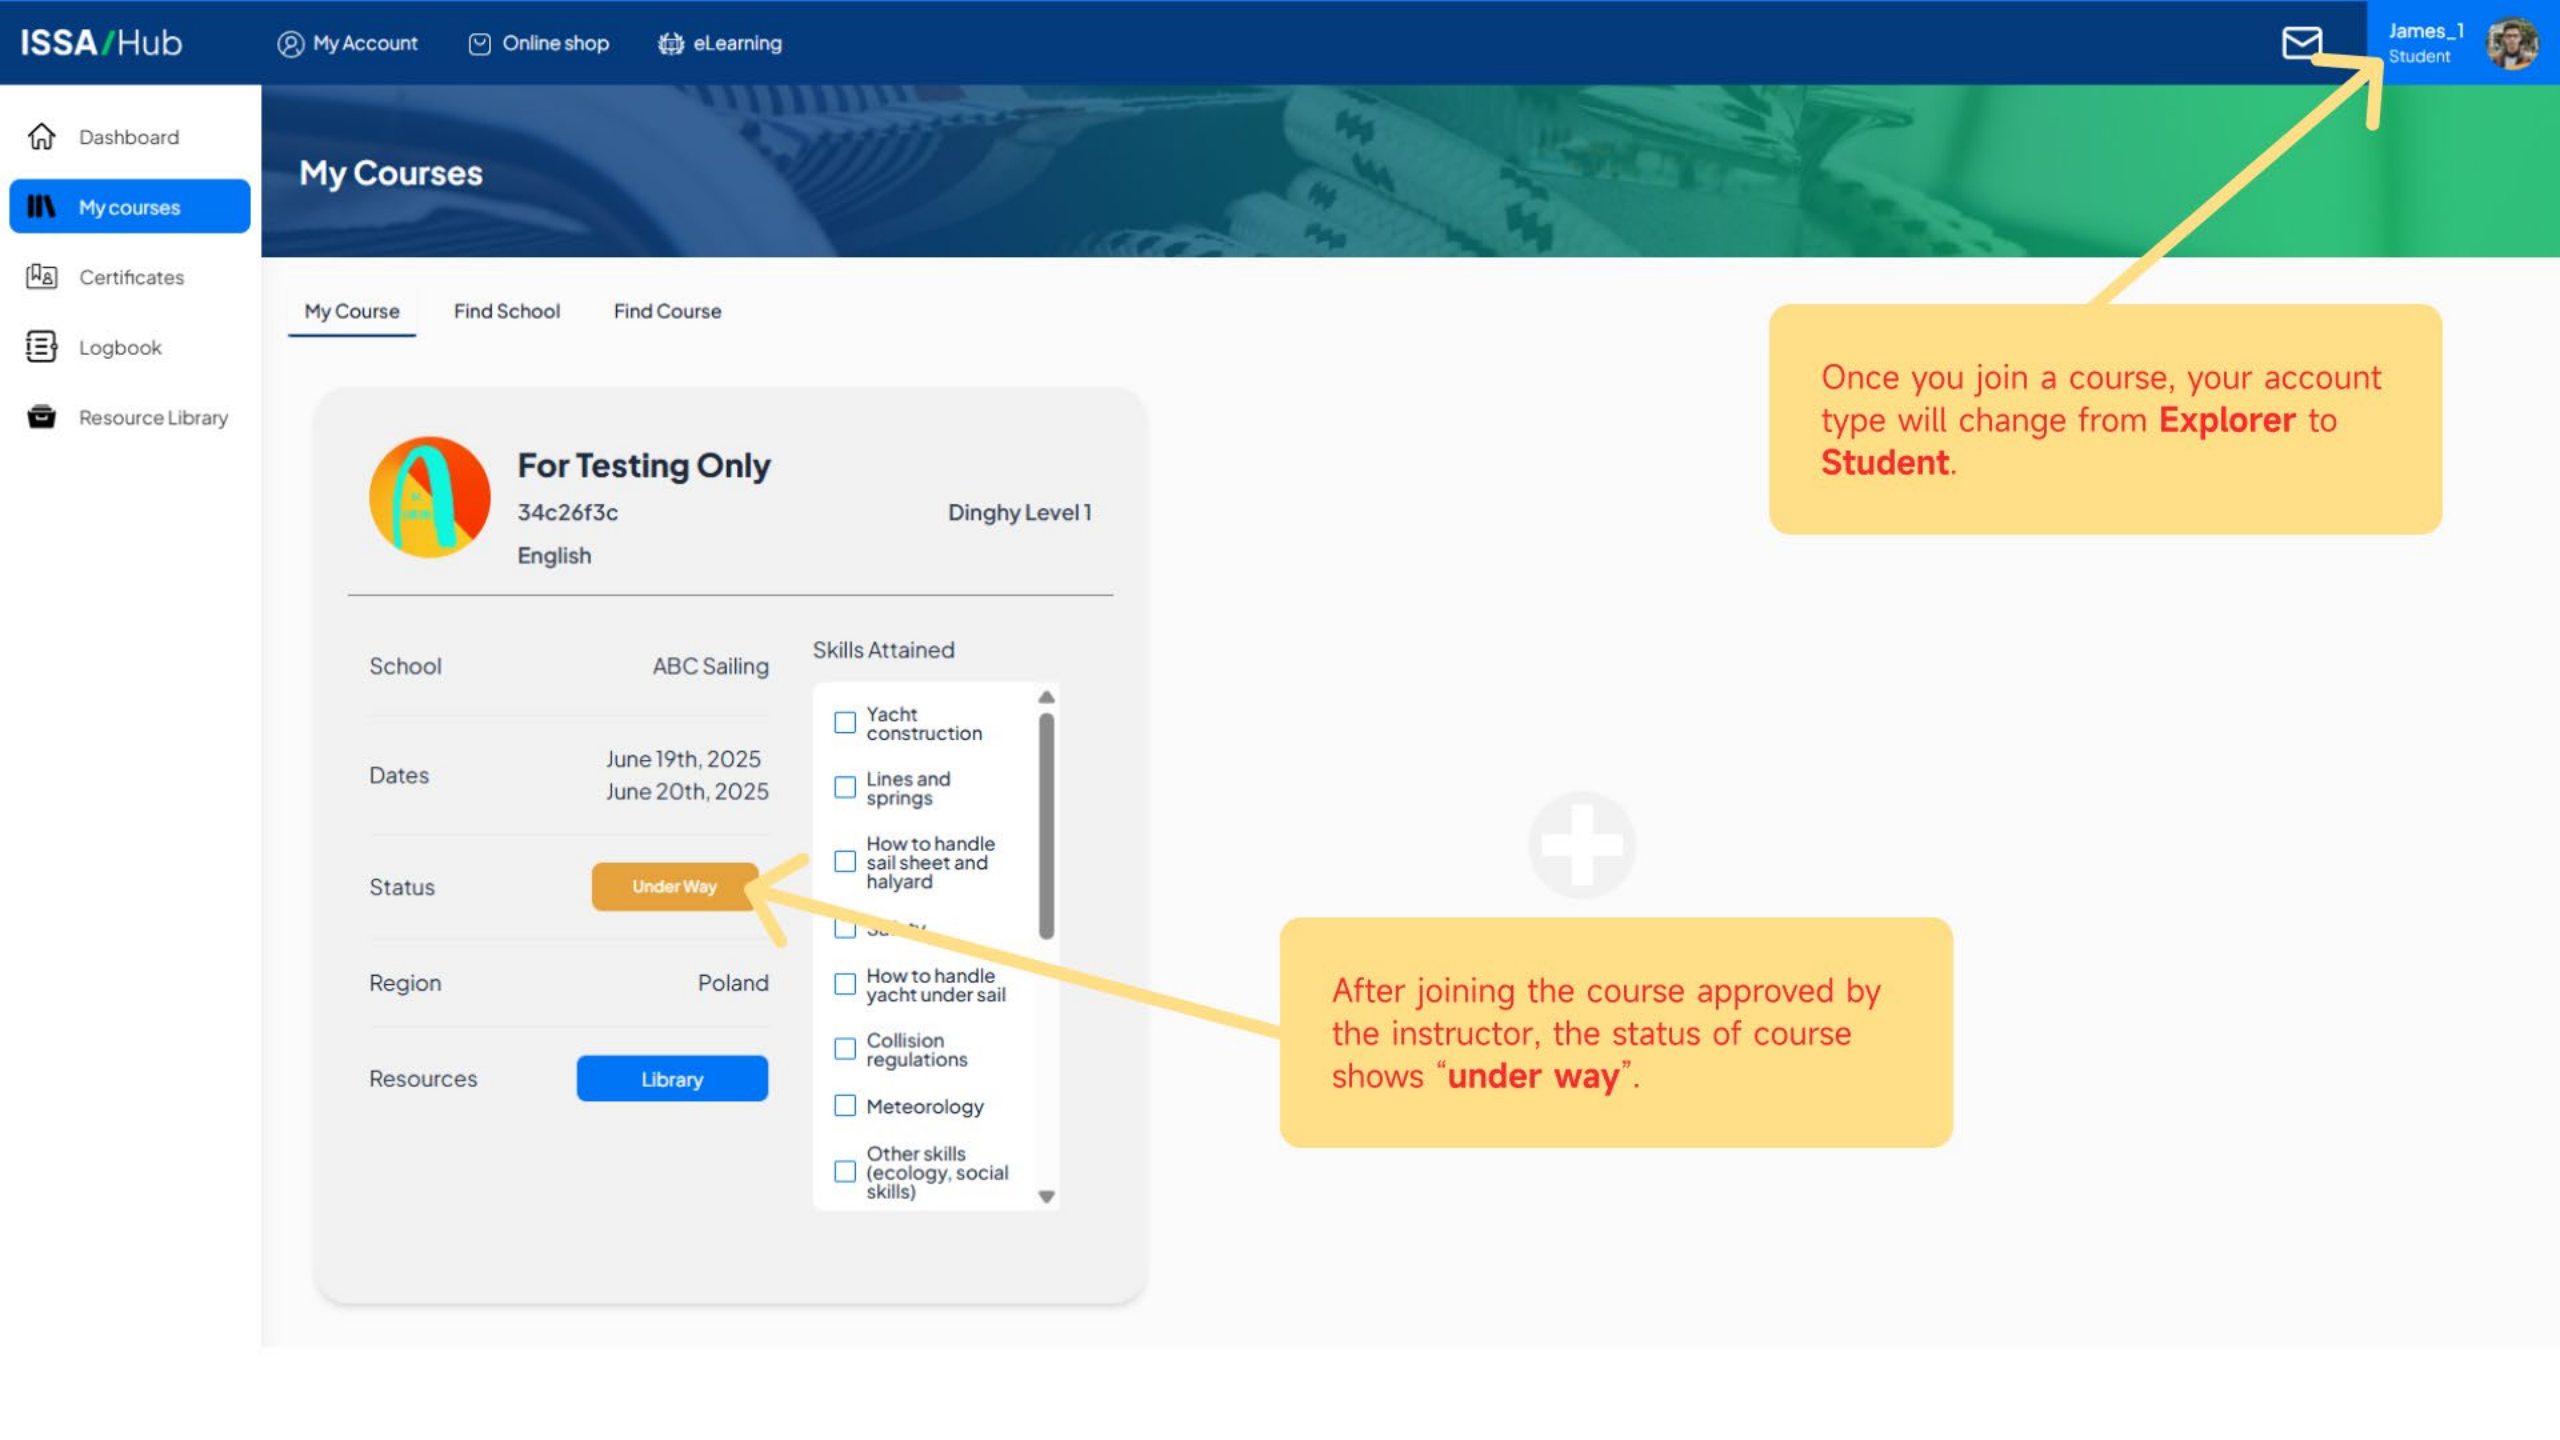 ISSA/Hub
My Account
Online shop
eLearning
James_1
Student
Dashboard
My courses
Certificates
Logbook
Resource Library
My Courses
My Course
Find School
Find Course
Once you join a course, your account
type will change from Explorer to
Student.
For Testing Only
34c26f3c
Dinghy Level 1
English
School
ABC Sailing
Dates
June 19th, 2025
June 20th, 2025
Status
Under Way
Region
Poland
Resources
Library
Skills Attained
Yacht
construction
Lines and
springs
How to handle
sail sheet and
halyard
How to handle
yacht under sail
Collision
regulations
Meteorology
Other skills
(ecology, social
skills)
After joining the course approved by
the instructor, the status of course
shows “under way”.